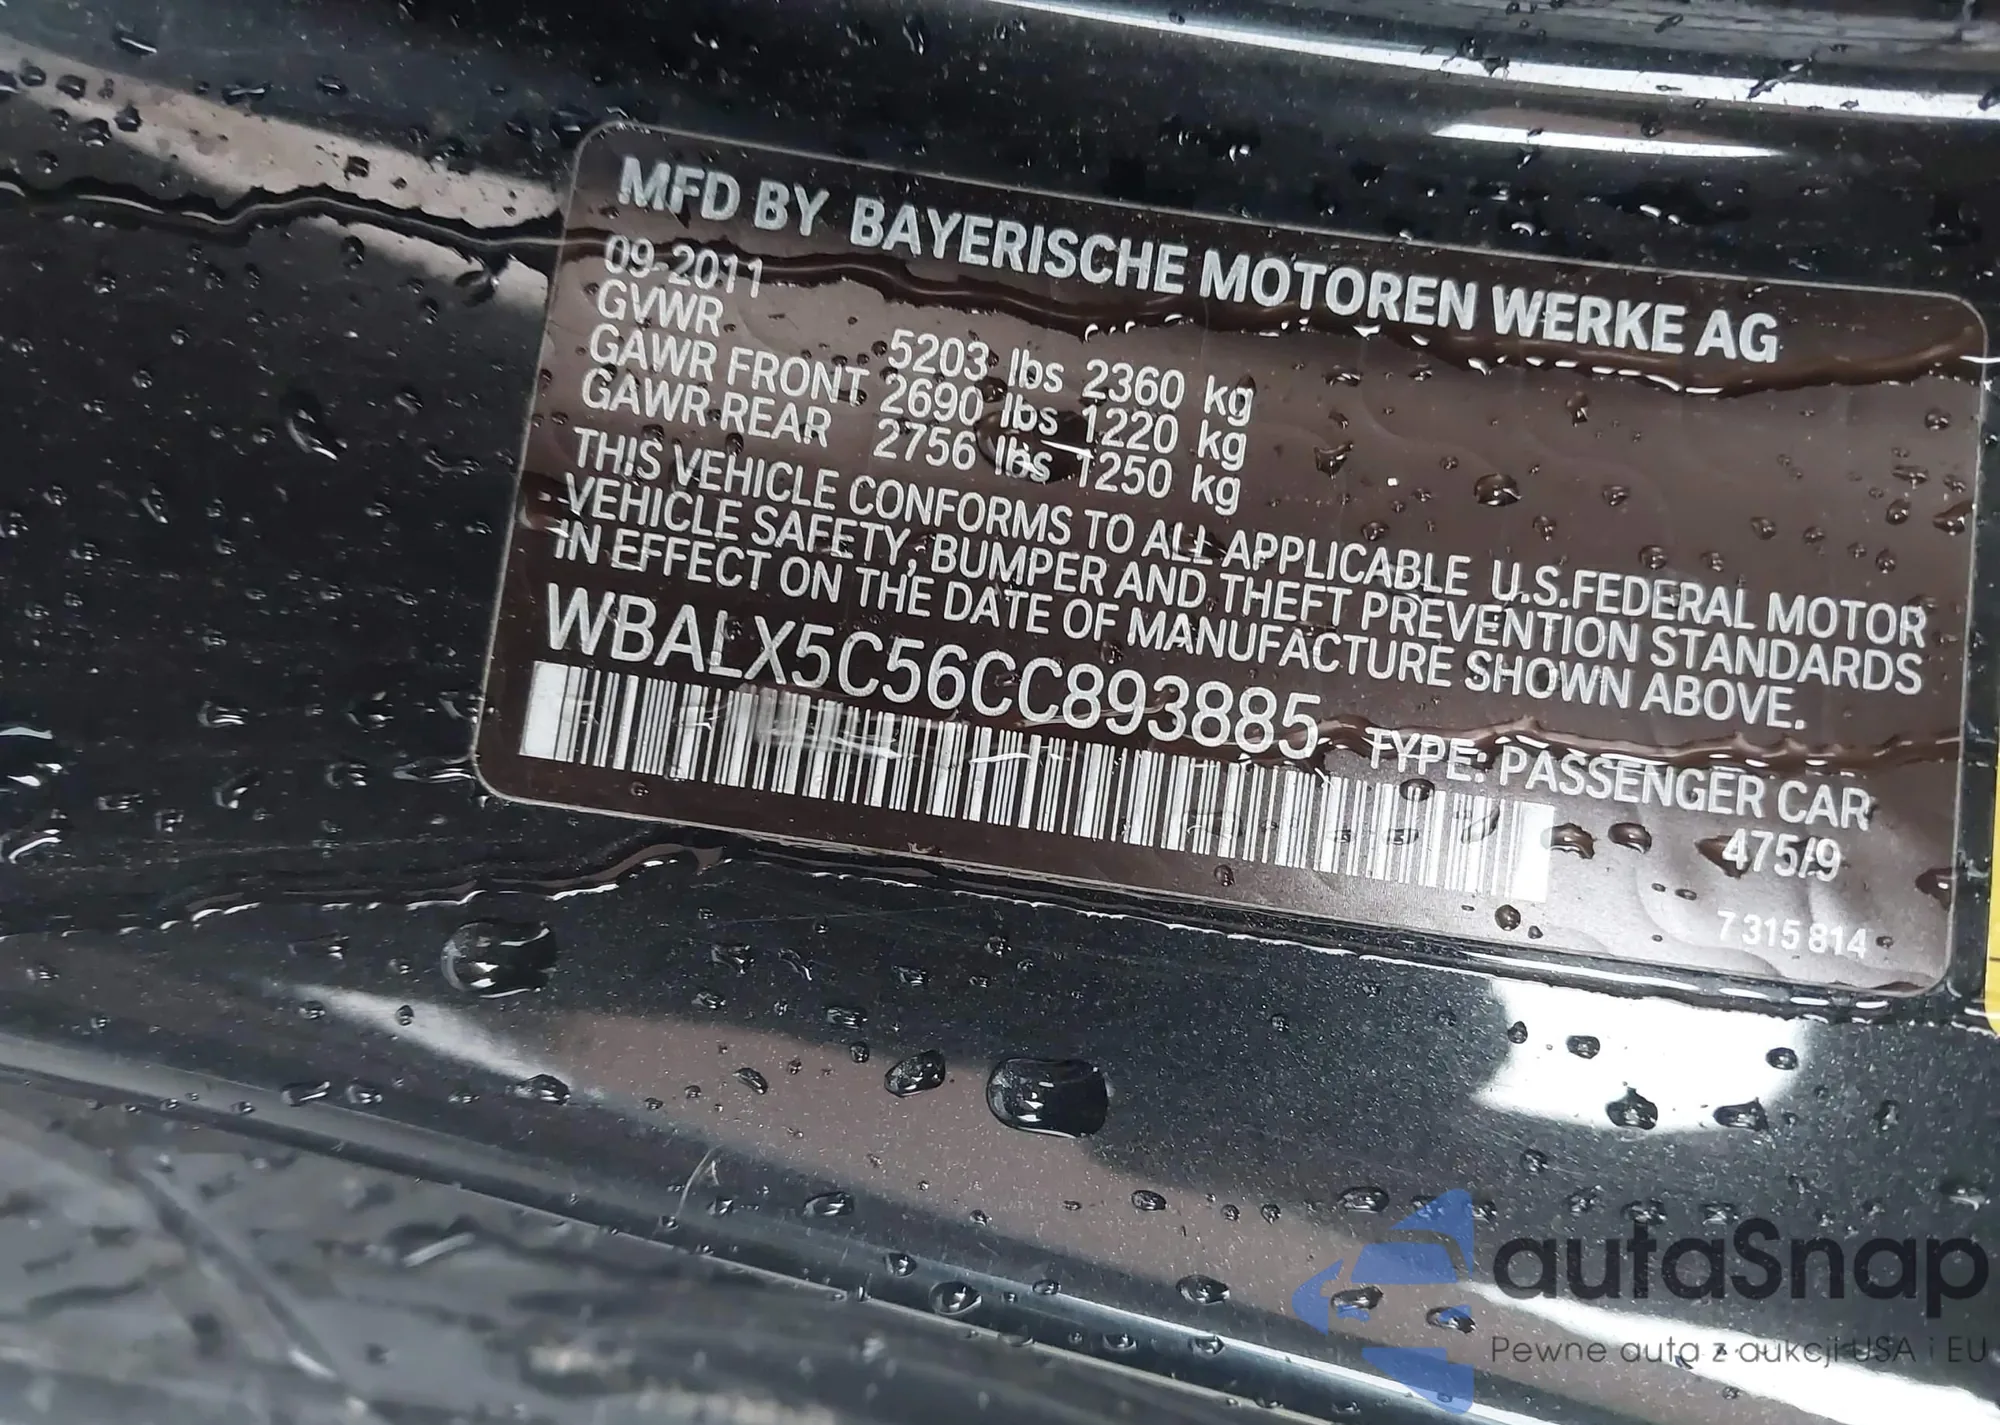 MFD BY BAYERISCHE MOTOREN WERKE AG
09-2011
GVWR 5203 lbs 2360 kg
GAWR FRONT 2690 lbs 1220 kg
GAWR REAR 2756 lbs 1250 kg
THIS VEHICLE CONFORMS TO ALL APPLICABLE U.S.FEDERAL MOTOR
VEHICLE SAFETY, BUMPER AND THEFT PREVENTION STANDARDS
IN EFFECT ON THE DATE OF MANUFACTURE SHOWN ABOVE.
WBALX5C56CC893885
TYPE: PASSENGER CAR
475/9
7 315 814
autaSnap
Pewne auta z aukcji USA i EU